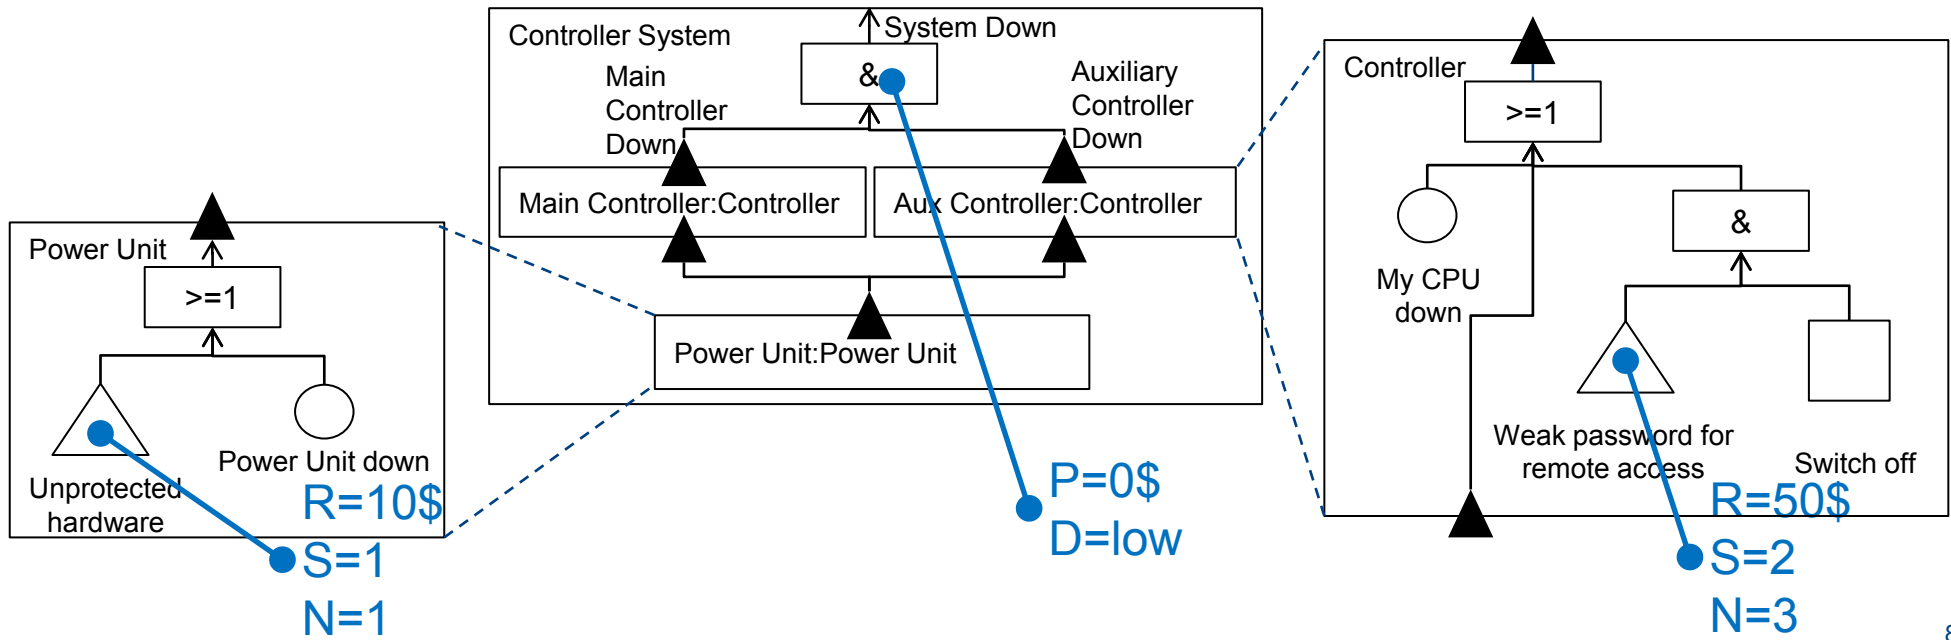 Controller System
System Down
&
Main
Controller
Down
Auxiliary
Controller
Down
Main Controller:Controller
Aux Controller:Controller
Power Unit:Power Unit
P=0$
D=low
Power Unit
>=1
Unprotected
hardware
Power Unit down
R=10$
S=1
N=1
Controller
>=1
&
My CPU
down
Weak password for
remote access
Switch off
R=50$
S=2
N=3